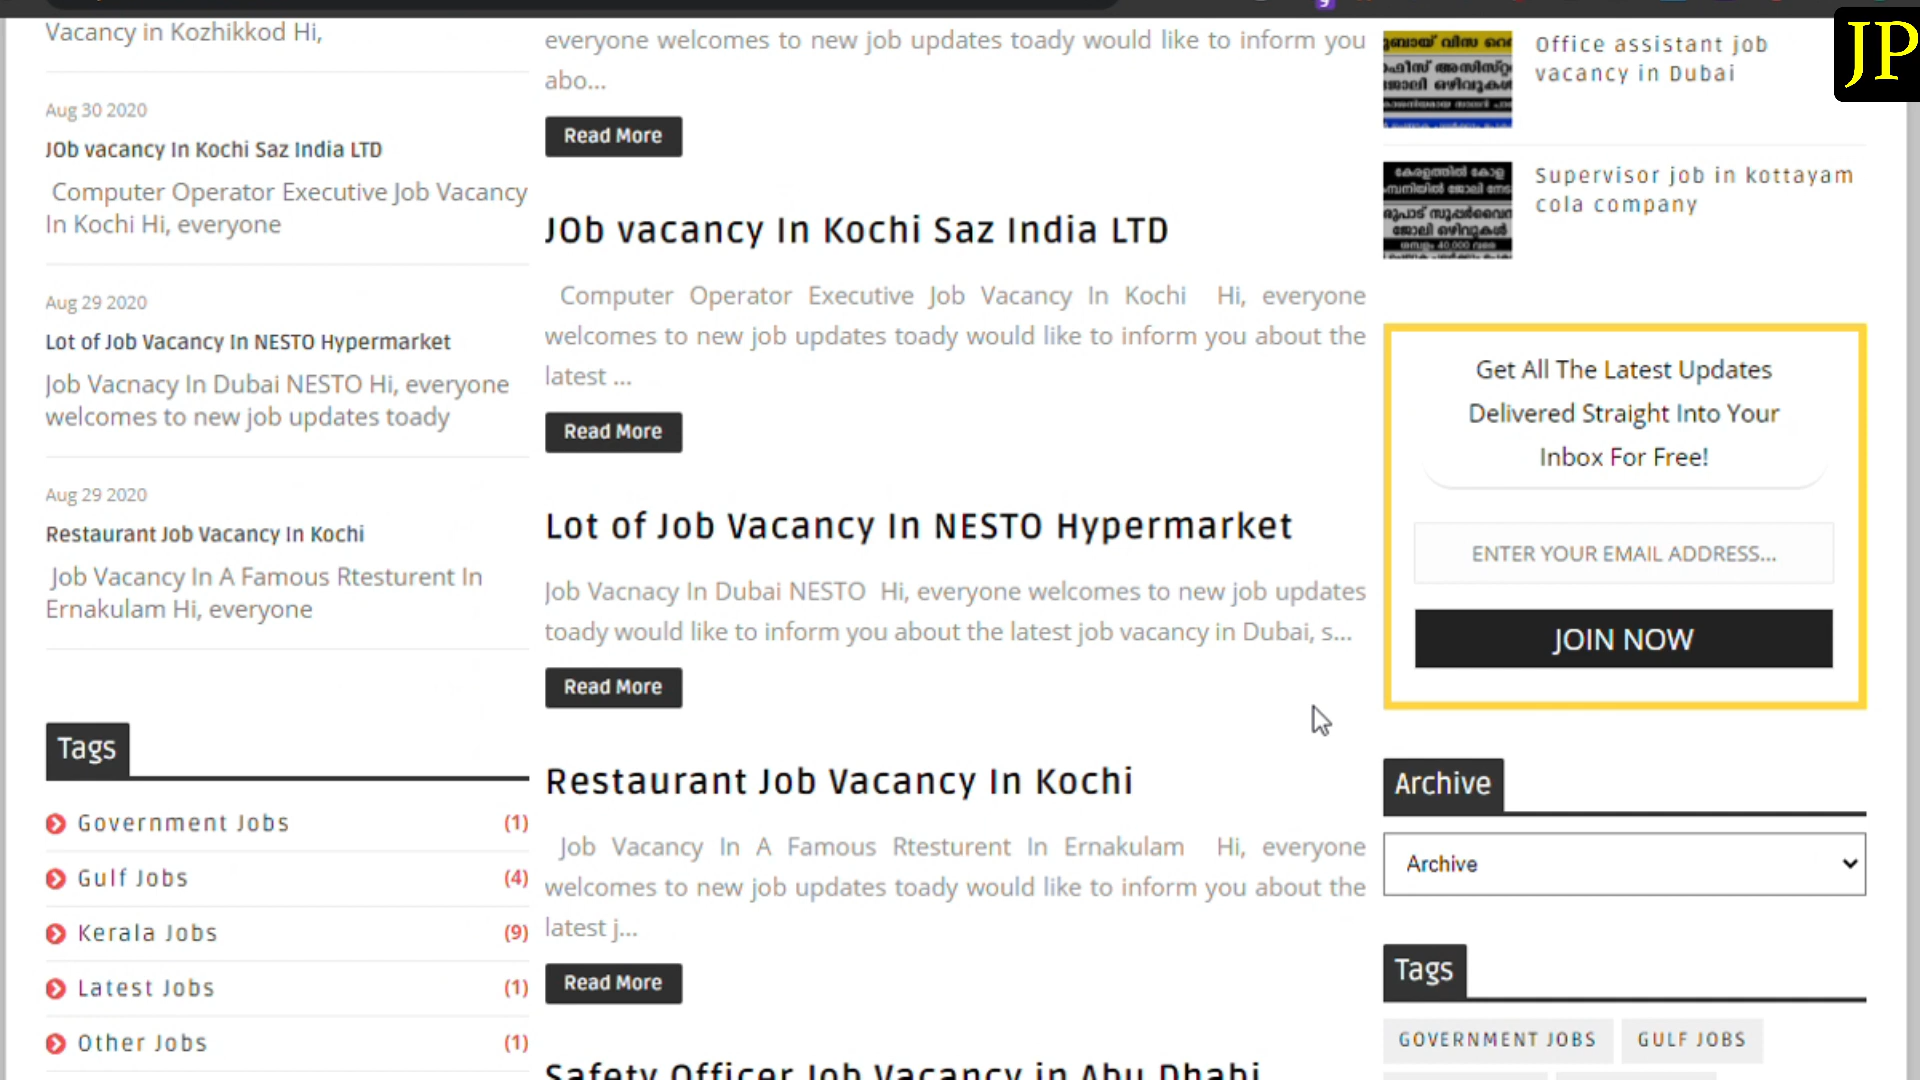 JP
Vacancy in Kozhikkod Hi,
Aug 30 2020
JOb vacancy In Kochi Saz India LTD
Computer Operator Executive Job Vacancy
In Kochi Hi, everyone
Aug 29 2020
Lot of Job Vacancy In NESTO Hypermarket
Job Vacnacy In Dubai NESTO Hi, everyone
welcomes to new job updates toady
Aug 29 2020
Restaurant Job Vacancy In Kochi
Job Vacancy In A Famous Rtesturent In
Ernakulam Hi, everyone
Tags
Government Jobs (1)
Gulf Jobs (4)
Kerala Jobs (9)
Latest Jobs (1)
Other Jobs (1)
everyone welcomes to new job updates toady would like to inform you
abo...
Read More
JOb vacancy In Kochi Saz India LTD
Computer Operator Executive Job Vacancy In Kochi Hi, everyone
welcomes to new job updates toady would like to inform you about the
latest ...
Read More
Lot of Job Vacancy In NESTO Hypermarket
Job Vacnacy In Dubai NESTO Hi, everyone welcomes to new job updates
toady would like to inform you about the latest job vacancy in Dubai, s...
Read More
Restaurant Job Vacancy In Kochi
Job Vacancy In A Famous Rtesturent In Ernakulam Hi, everyone
welcomes to new job updates toady would like to inform you about the
latest j...
Read More
Safety Officer Job Vacancy in Abu Dhabi
ജോലി ഒഴിവുകൾ
Office assistant job
vacancy in Dubai
കേരളത്തിൽ കോള
ജോലി ഒഴിവുകൾ
Supervisor job in kottayam
cola company
Get All The Latest Updates
Delivered Straight Into Your
Inbox For Free!
ENTER YOUR EMAIL ADDRESS...
JOIN NOW
Archive
Archive
Tags
GOVERNMENT JOBS GULF JOBS